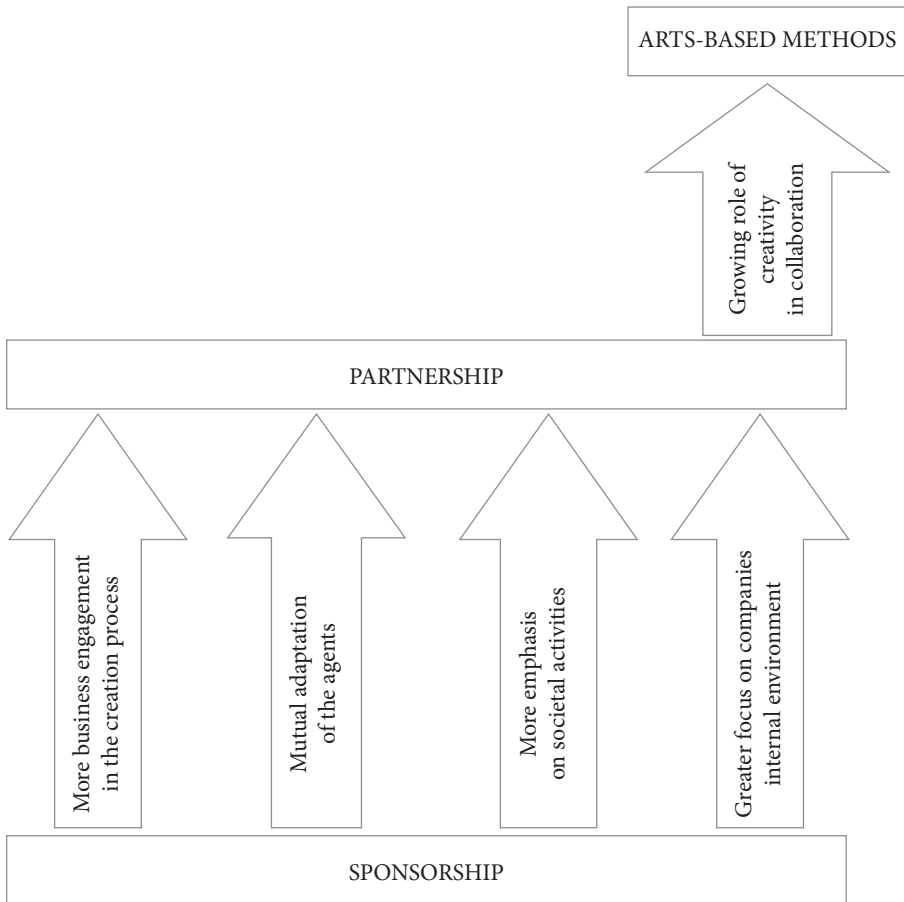 ARTS-BASED METHODS
Growing role of
creativity
in collaboration
PARTNERSHIP
More business engagement
in the creation process
Mutual adaptation
of the agents
More emphasis
on societal activities
Greater focus on companies
internal environment
SPONSORSHIP